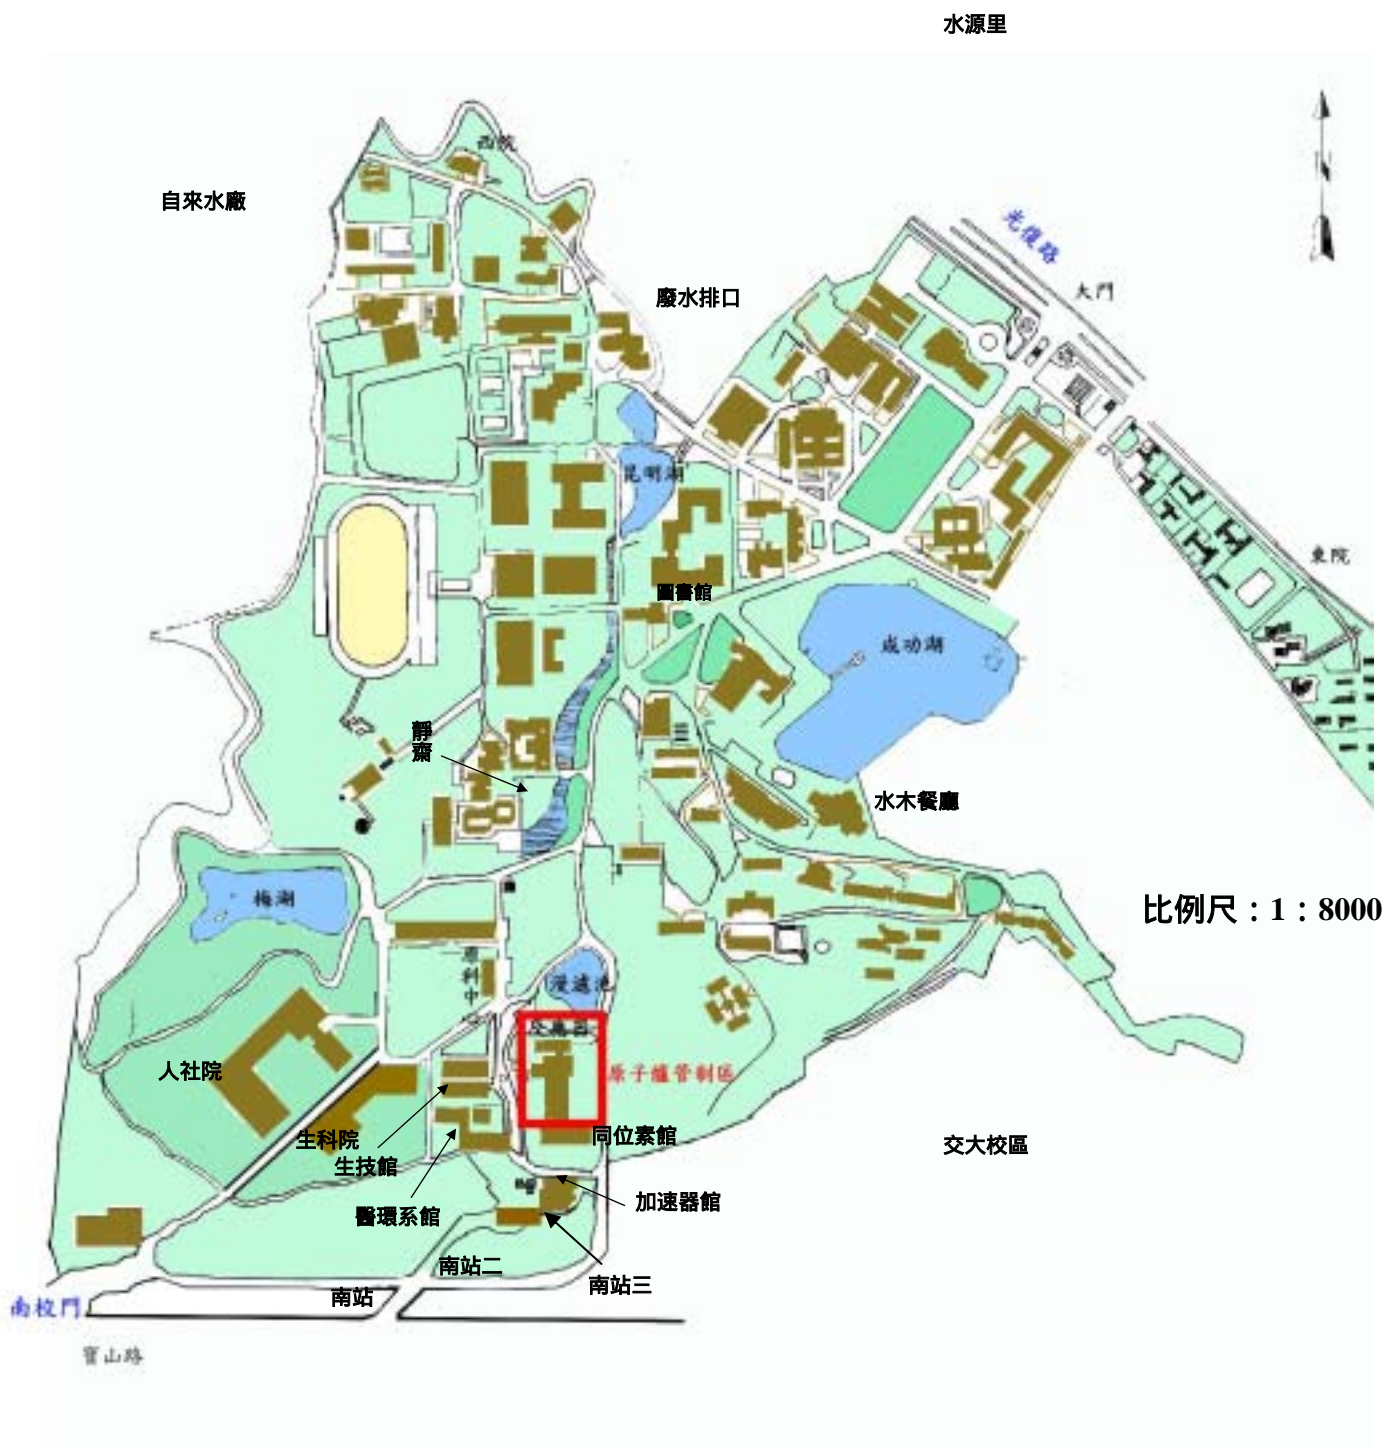 水源里
西院
自來水廠
光復路
N
大門
廢水排口
昆明湖
東院
圖書館
成功湖
靜齋
水木餐廳
梅湖
比例尺：1：8000
原科中心
人社院
原子爐管制區
生科院
生技館
同位素館
交大校區
加速器館
醫環系館
南站二
南站三
南站
南校門
寶山路